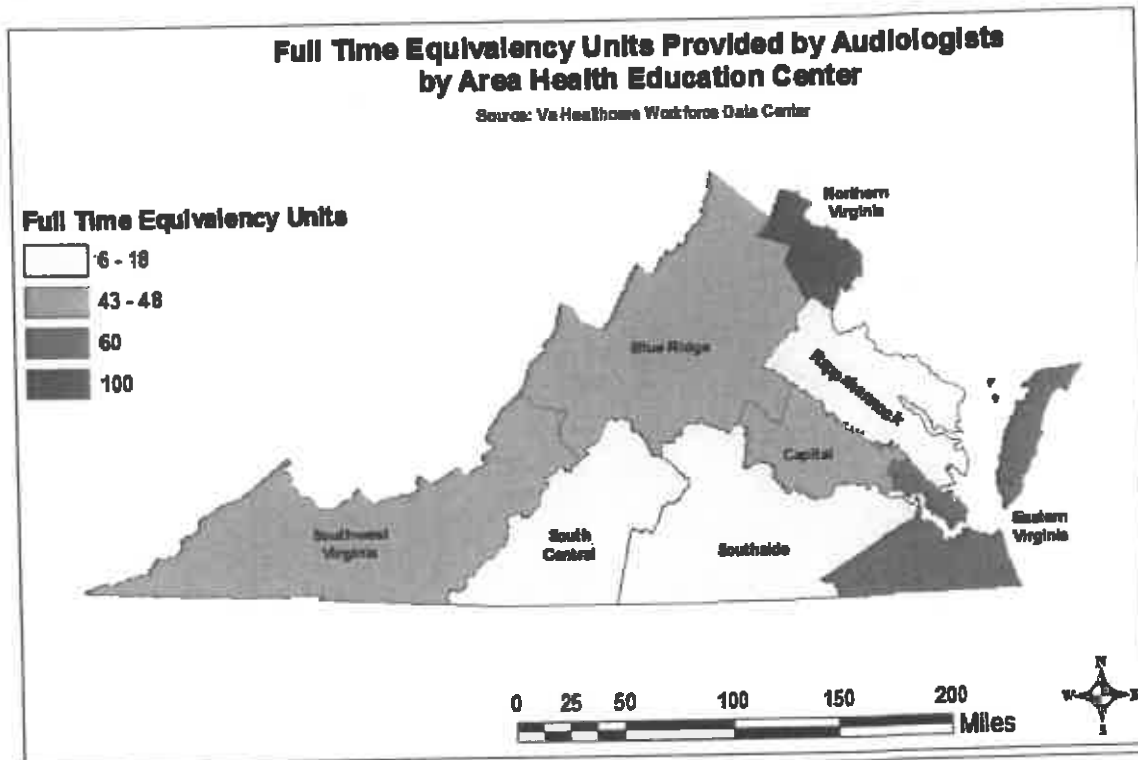 Full Time Equivalency Units Provided by Audiologists
by Area Health Education Center
Source: Va Healthcare Workforce Data Center
Full Time Equivalency Units
6 - 18
43 - 48
60
100
Northern
Virginia
Blue Ridge
Rappahannock
Capital
Eastern
Virginia
Southwest
Virginia
South
Central
Southside
N
W
E
S
0 25 50 100 150 200
Miles